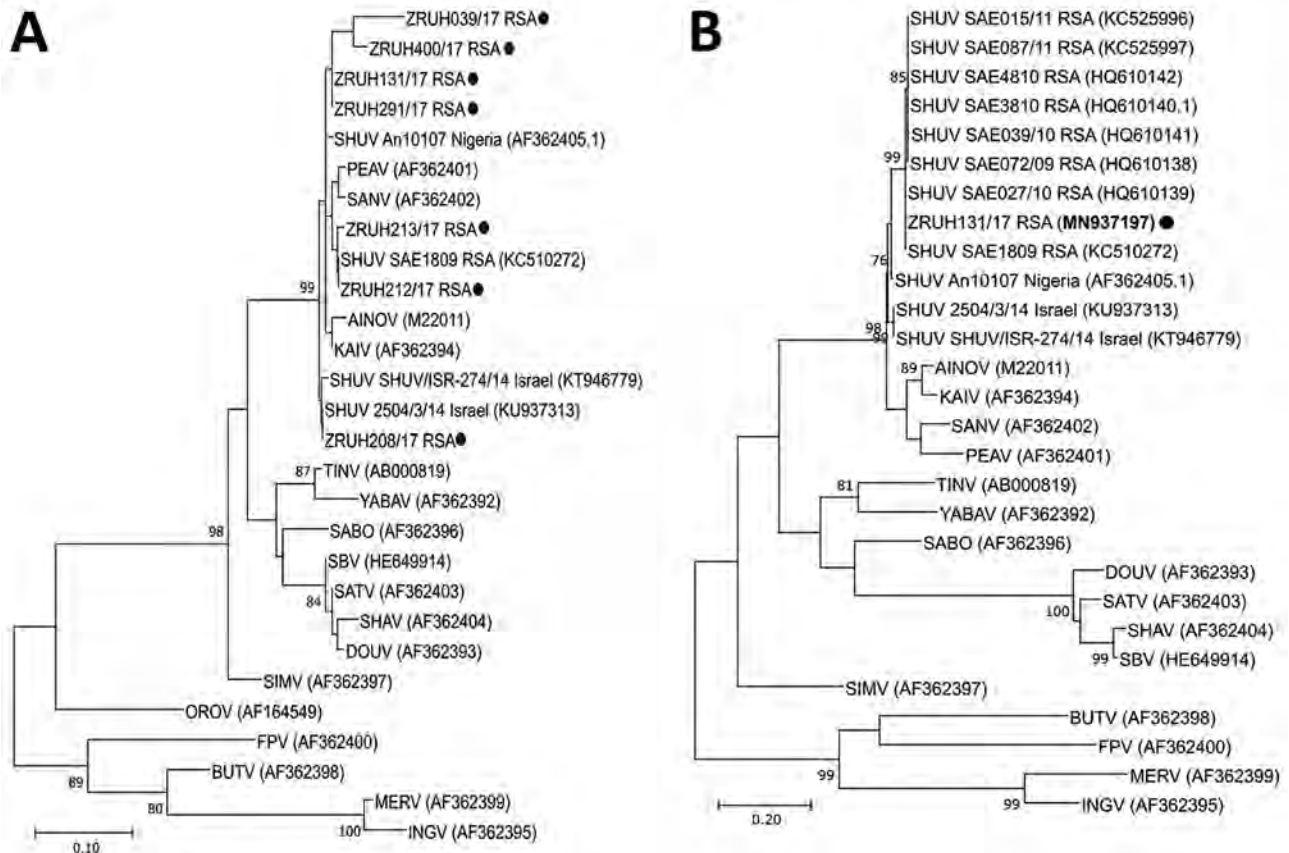 A
ZRUH039/17 RSA
ZRUH400/17 RSA
ZRUH131/17 RSA
ZRUH291/17 RSA
SHUV An10107 Nigeria (AF362405.1)
PEAV (AF362401)
SANV (AF362402)
ZRUH213/17 RSA
SHUV SAE1809 RSA (KC510272)
ZRUH212/17 RSA
99
AINOV (M22011)
KAIV (AF362394)
SHUV SHUV/ISR-274/14 Israel (KT946779)
SHUV 2504/3/14 Israel (KU937313)
ZRUH208/17 RSA
87
TINV (AB000819)
YABAV (AF362392)
98
SABO (AF362396)
SBV (HE649914)
SATV (AF362403)
84
SHAV (AF362404)
DOUV (AF362393)
SIMV (AF362397)
OROV (AF164549)
FPV (AF362400)
89
BUTV (AF362398)
80
MERV (AF362399)
100
INGV (AF362395)
0.10
B
SHUV SAE015/11 RSA (KC525996)
SHUV SAE087/11 RSA (KC525997)
85
SHUV SAE4810 RSA (HQ610142)
SHUV SAE3810 RSA (HQ610140.1)
SHUV SAE039/10 RSA (HQ610141)
99
SHUV SAE072/09 RSA (HQ610138)
SHUV SAE027/10 RSA (HQ610139)
ZRUH131/17 RSA (MN937197)
SHUV SAE1809 RSA (KC510272)
76
SHUV An10107 Nigeria (AF362405.1)
SHUV 2504/3/14 Israel (KU937313)
98
99
SHUV SHUV/ISR-274/14 Israel (KT946779)
89
AINOV (M22011)
KAIV (AF362394)
SANV (AF362402)
PEAV (AF362401)
81
TINV (AB000819)
YABAV (AF362392)
SABO (AF362396)
DOUV (AF362393)
100
SATV (AF362403)
SHAV (AF362404)
99
SBV (HE649914)
SIMV (AF362397)
BUTV (AF362398)
FPV (AF362400)
99
MERV (AF362399)
99
INGV (AF362395)
0.20